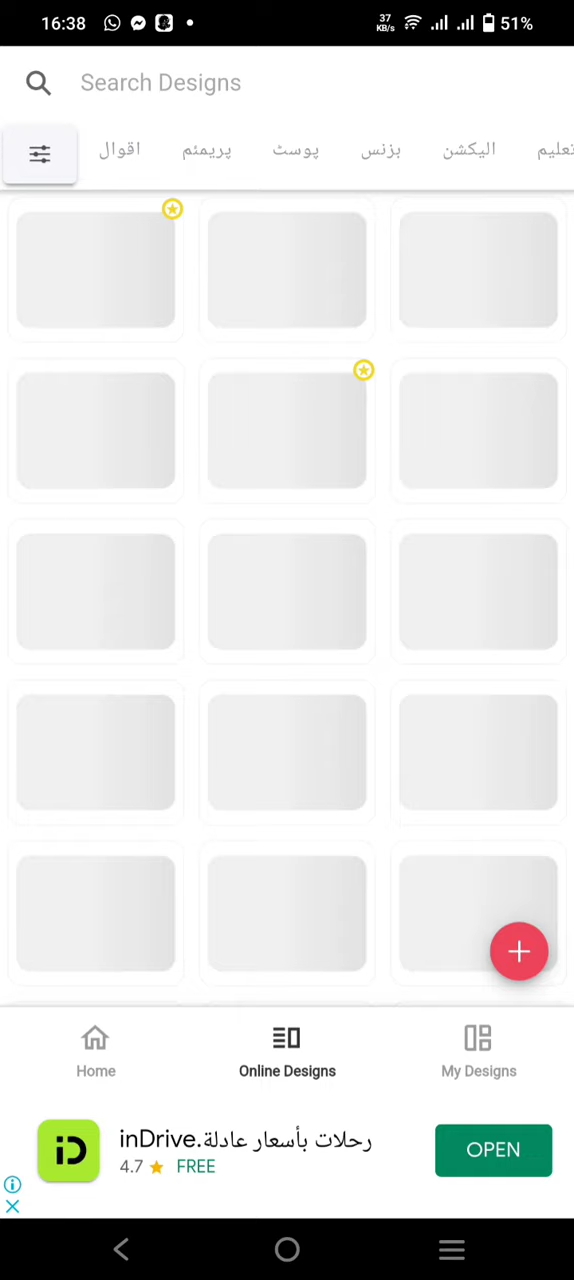 16:38
37
KB/s
51%
Search Designs
اقوال
پریمئم
پوسٹ
بزنس
الیکشن
تعلیم
Home
Online Designs
My Designs
iD
inDrive.رحلات بأسعار عادلة
4.7 FREE
OPEN